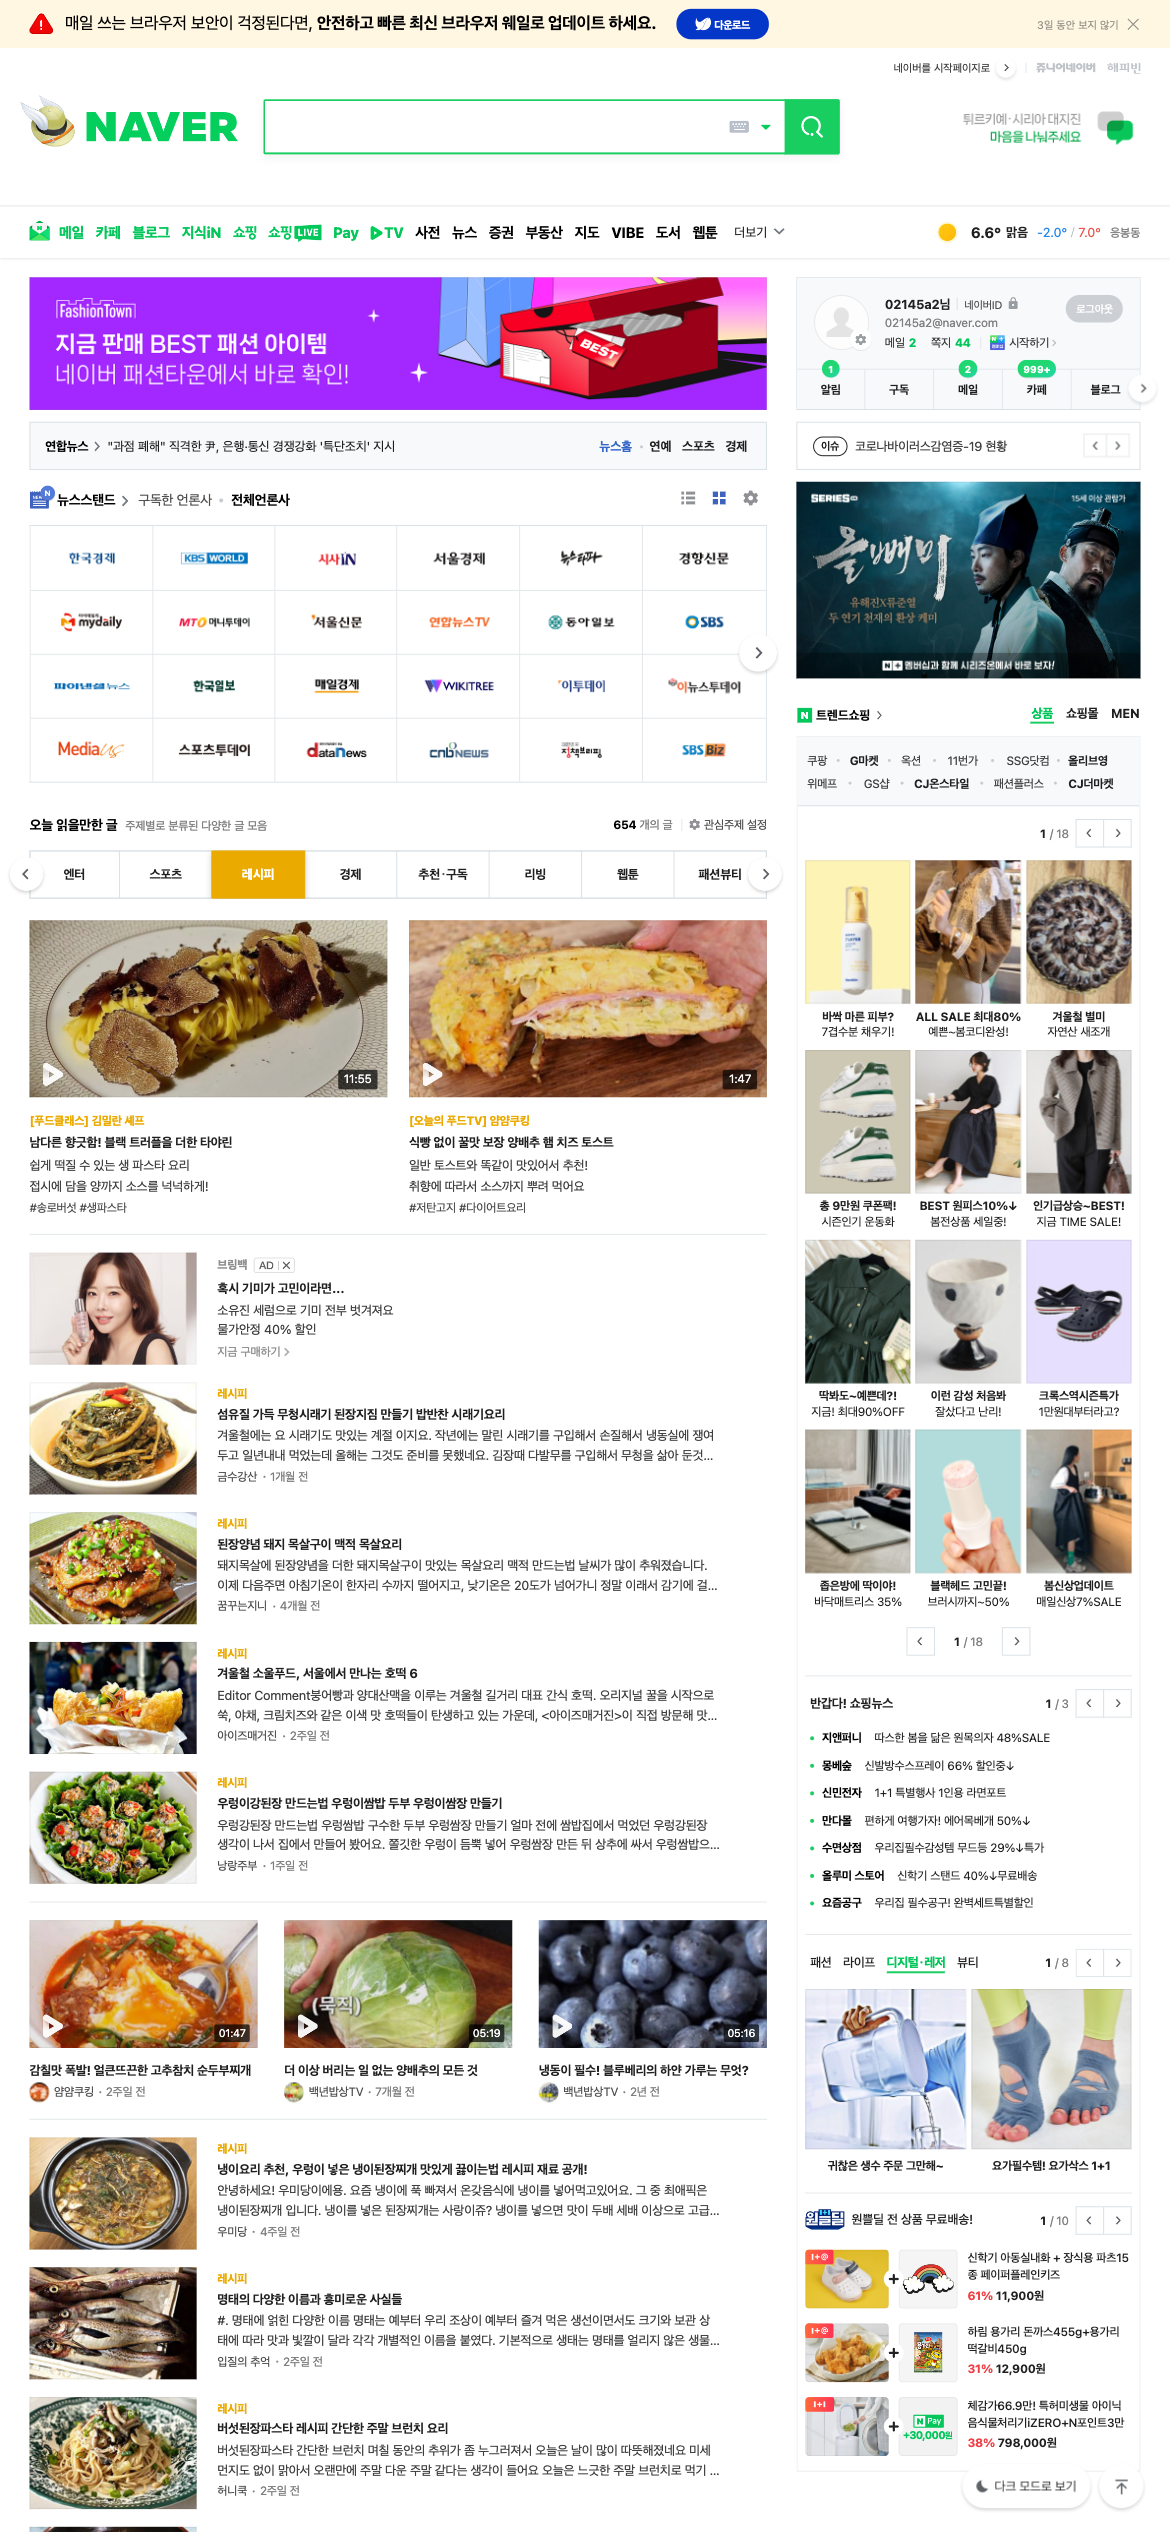 매일 쓰는 브라우저 보안이 걱정된다면, 안전하고 빠른 최신 브라우저 웨일로 업데이트 하세요.
다운로드
3일 동안 보지 않기
네이버를 시작페이지로
쥬니어네이버 해피빈
NAVER
튀르키예·시리아 대지진
마음을 나눠주세요
메일 카페 블로그 지식iN 쇼핑 쇼핑LIVE Pay TV 사전 뉴스 증권 부동산 지도 VIBE 도서 웹툰 더보기
6.6° 맑음 -2.0° / 7.0° 응봉동
FashionTown
지금 판매 BEST 패션 아이템
네이버 패션타운에서 바로 확인!
BEST
02145a2님 네이버ID
로그아웃
02145a2@naver.com
메일 2 쪽지 44 시작하기
1 2 999+
알림 구독 메일 카페 블로그
연합뉴스 "과점 폐해" 직격한 尹, 은행·통신 경쟁강화 '특단조치' 지시
뉴스홈 연예 스포츠 경제
이슈 코로나바이러스감염증-19 현황
뉴스스탠드 구독한 언론사 전체언론사
한국경제 KBS WORLD 시사IN 서울경제 뉴스타파 경향신문
mydaily MTO 머니투데이 서울신문 연합뉴스TV 동아일보 SBS
파이낸셜뉴스 한국일보 매일경제 WIKITREE 이투데이 이뉴스투데이
Mediaus 스포츠투데이 dataNews cnbNEWS 정책브리핑 SBS Biz
SERIES on
15세 이상 관람가
올빼미
유해진X류준열
두 연기 천재의 환상 케미
N+ 멤버십과 함께 시리즈온에서 바로 보자!
오늘 읽을만한 글 주제별로 분류된 다양한 글 모음
654 개의 글 관심주제 설정
엔터 스포츠 레시피 경제 추천·구독 리빙 웹툰 패션뷰티
11:55
1:47
[푸드클래스] 김밀란 셰프
남다른 향긋함! 블랙 트러플을 더한 타야린
쉽게 떡질 수 있는 생 파스타 요리
접시에 담을 양까지 소스를 넉넉하게!
#송로버섯 #생파스타
[오늘의 푸드TV] 얌얌쿠킹
식빵 없이 꿀맛 보장 양배추 햄 치즈 토스트
일반 토스트와 똑같이 맛있어서 추천!
취향에 따라서 소스까지 뿌려 먹어요
#저탄고지 #다이어트요리
브링백 AD
혹시 기미가 고민이라면...
소유진 세럼으로 기미 전부 벗겨져요
물가안정 40% 할인
지금 구매하기
레시피
섬유질 가득 무청시래기 된장지짐 만들기 밥반찬 시래기요리
겨울철에는 요 시래기도 맛있는 계절 이지요. 작년에는 말린 시래기를 구입해서 손질해서 냉동실에 쟁여
두고 일년내내 먹었는데 올해는 그것도 준비를 못했네요. 김장때 다발무를 구입해서 무청을 삶아 둔것...
금수강산 · 1개월 전
레시피
된장양념 돼지 목살구이 맥적 목살요리
돼지목살에 된장양념을 더한 돼지목살구이 맛있는 목살요리 맥적 만드는법 날씨가 많이 추워졌습니다.
이제 다음주면 아침기온이 한자리 수까지 떨어지고, 낮기온은 20도가 넘어가니 정말 이래서 감기에 걸...
꿈꾸는지니 · 4개월 전
레시피
겨울철 소울푸드, 서울에서 만나는 호떡 6
Editor Comment붕어빵과 양대산맥을 이루는 겨울철 길거리 대표 간식 호떡. 오리지널 꿀을 시작으로
쑥, 야채, 크림치즈와 같은 이색 맛 호떡들이 탄생하고 있는 가운데, <아이즈매거진>이 직접 방문해 맛...
아이즈매거진 · 2주일 전
레시피
우렁이강된장 만드는법 우렁이쌈밥 두부 우렁이쌈장 만들기
우렁강된장 만드는법 우렁쌈밥 구수한 두부 우렁쌈장 만들기 얼마 전에 쌈밥집에서 먹었던 우렁강된장
생각이 나서 집에서 만들어 봤어요. 쫄깃한 우렁이 듬뿍 넣어 우렁쌈장 만든 뒤 상추에 싸서 우렁쌈밥으...
낭랑주부 · 1주일 전
01:47
(묵직)
05:19
05:16
감칠맛 폭발! 얼큰뜨끈한 고추참치 순두부찌개
얌얌쿠킹 · 2주일 전
더 이상 버리는 일 없는 양배추의 모든 것
백년밥상TV · 7개월 전
냉동이 필수! 블루베리의 하얀 가루는 무엇?
백년밥상TV · 2년 전
레시피
냉이요리 추천, 우렁이 넣은 냉이된장찌개 맛있게 끓이는법 레시피 재료 공개!
안녕하세요! 우미당이에용. 요즘 냉이에 푹 빠져서 온갖음식에 냉이를 넣어먹고있어요. 그 중 최애픽은
냉이된장찌개 입니다. 냉이를 넣은 된장찌개는 사랑이쥬? 냉이를 넣으면 맛이 두배 세배 이상으로 고급...
우미당 · 4주일 전
레시피
명태의 다양한 이름과 흥미로운 사실들
#. 명태에 얽힌 다양한 이름 명태는 예부터 우리 조상이 예부터 즐겨 먹은 생선이면서도 크기와 보관 상
태에 따라 맛과 빛깔이 달라 각각 개별적인 이름을 붙였다. 기본적으로 생태는 명태를 얼리지 않은 생물...
입질의 추억 · 2주일 전
레시피
버섯된장파스타 레시피 간단한 주말 브런치 요리
버섯된장파스타 간단한 브런치 며칠 동안의 추위가 좀 누그러져서 오늘은 날이 많이 따뜻해졌네요 미세
먼지도 없이 맑아서 오랜만에 주말 다운 주말 같다는 생각이 들어요 오늘은 느긋한 주말 브런치로 먹기 ...
허니쿡 · 2주일 전
트렌드쇼핑 상품 쇼핑몰 MEN
쿠팡 G마켓 옥션 11번가 SSG닷컴 올리브영
위메프 GS샵 CJ온스타일 패션플러스 CJ더마켓
1 / 18
바싹 마른 피부?
7겹수분 채우기!
ALL SALE 최대80%
예쁜~봄코디완성!
겨울철 별미
자연산 새조개
총 9만원 쿠폰팩!
시즌인기 운동화
BEST 원피스10%↓
봄전상품 세일중!
인기급상승~BEST!
지금 TIME SALE!
딱봐도~예쁜데?!
지금! 최대90%OFF
이런 감성 처음봐
잘샀다고 난리!
크록스역시즌특가
1만원대부터라고?
좁은방에 딱이야!
바닥매트리스 35%
블랙헤드 고민끝!
브러시까지~50%
봄신상업데이트
매일신상7%SALE
1 / 18
반갑다! 쇼핑뉴스 1 / 3
지앤퍼니 따스한 봄을 닮은 원목의자 48%SALE
몽베숲 신발방수스프레이 66% 할인중↓
신민전자 1+1 특별행사 1인용 라면포트
만다몰 편하게 여행가자! 에어목베개 50%↓
수면상점 우리집필수감성템 무드등 29%↓특가
올루미 스토어 신학기 스탠드 40%↓무료배송
요즘공구 우리집 필수공구! 완벽세트특별할인
패션 라이프 디지털·레저 뷰티 1 / 8
귀찮은 생수 주문 그만해~
요가필수템! 요가삭스 1+1
원쁠딜 원쁠딜 전 상품 무료배송! 1 / 10
1+@
신학기 아동실내화 + 장식용 파츠15
종 페이퍼플레인키즈
61% 11,900원
1+@
하림 용가리 돈까스455g+용가리
떡갈비450g
31% 12,900원
1+1
N Pay
+30,000원
체감가66.9만! 특허미생물 아이닉
음식물처리기iZERO+N포인트3만
38% 798,000원
다크 모드로 보기